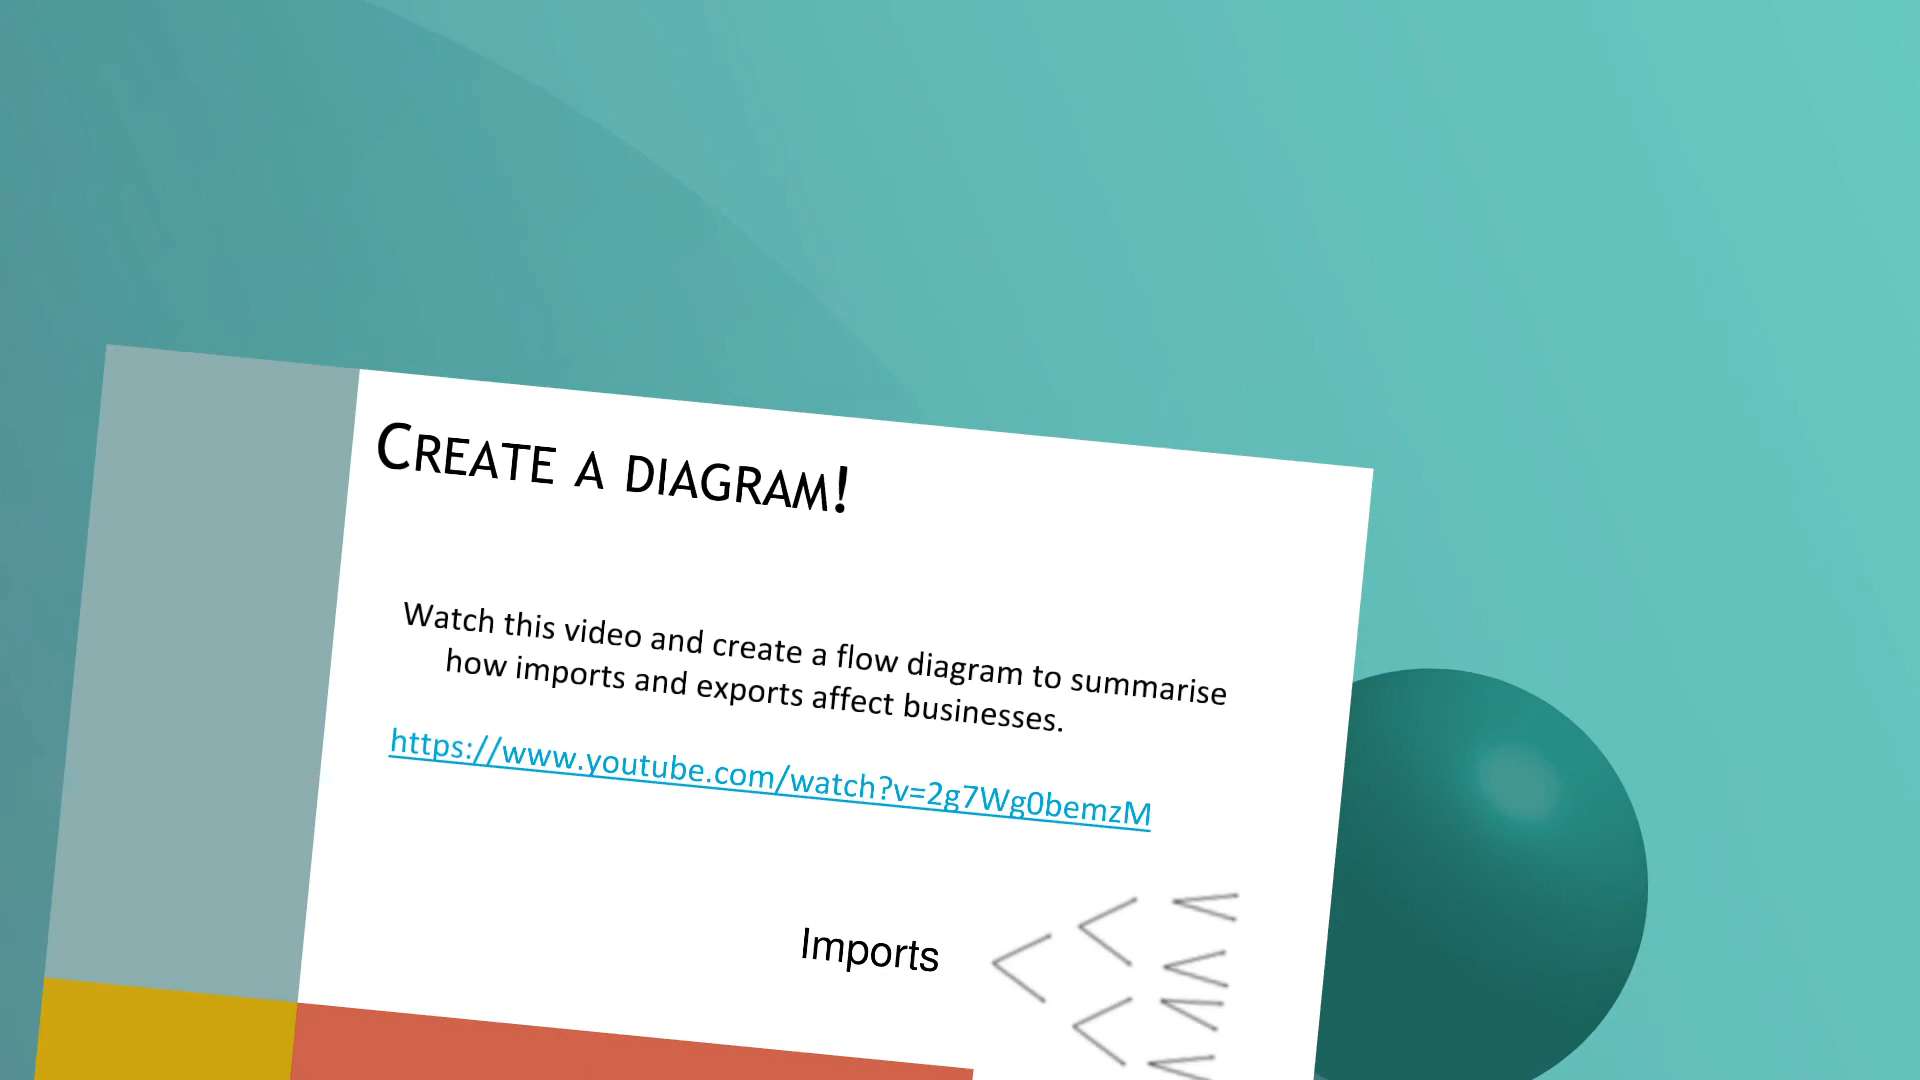 CREATE A DIAGRAM!
Watch this video and create a flow diagram to summarise
how imports and exports affect businesses.
https://www.youtube.com/watch?v=2g7Wg0bemzM
Imports